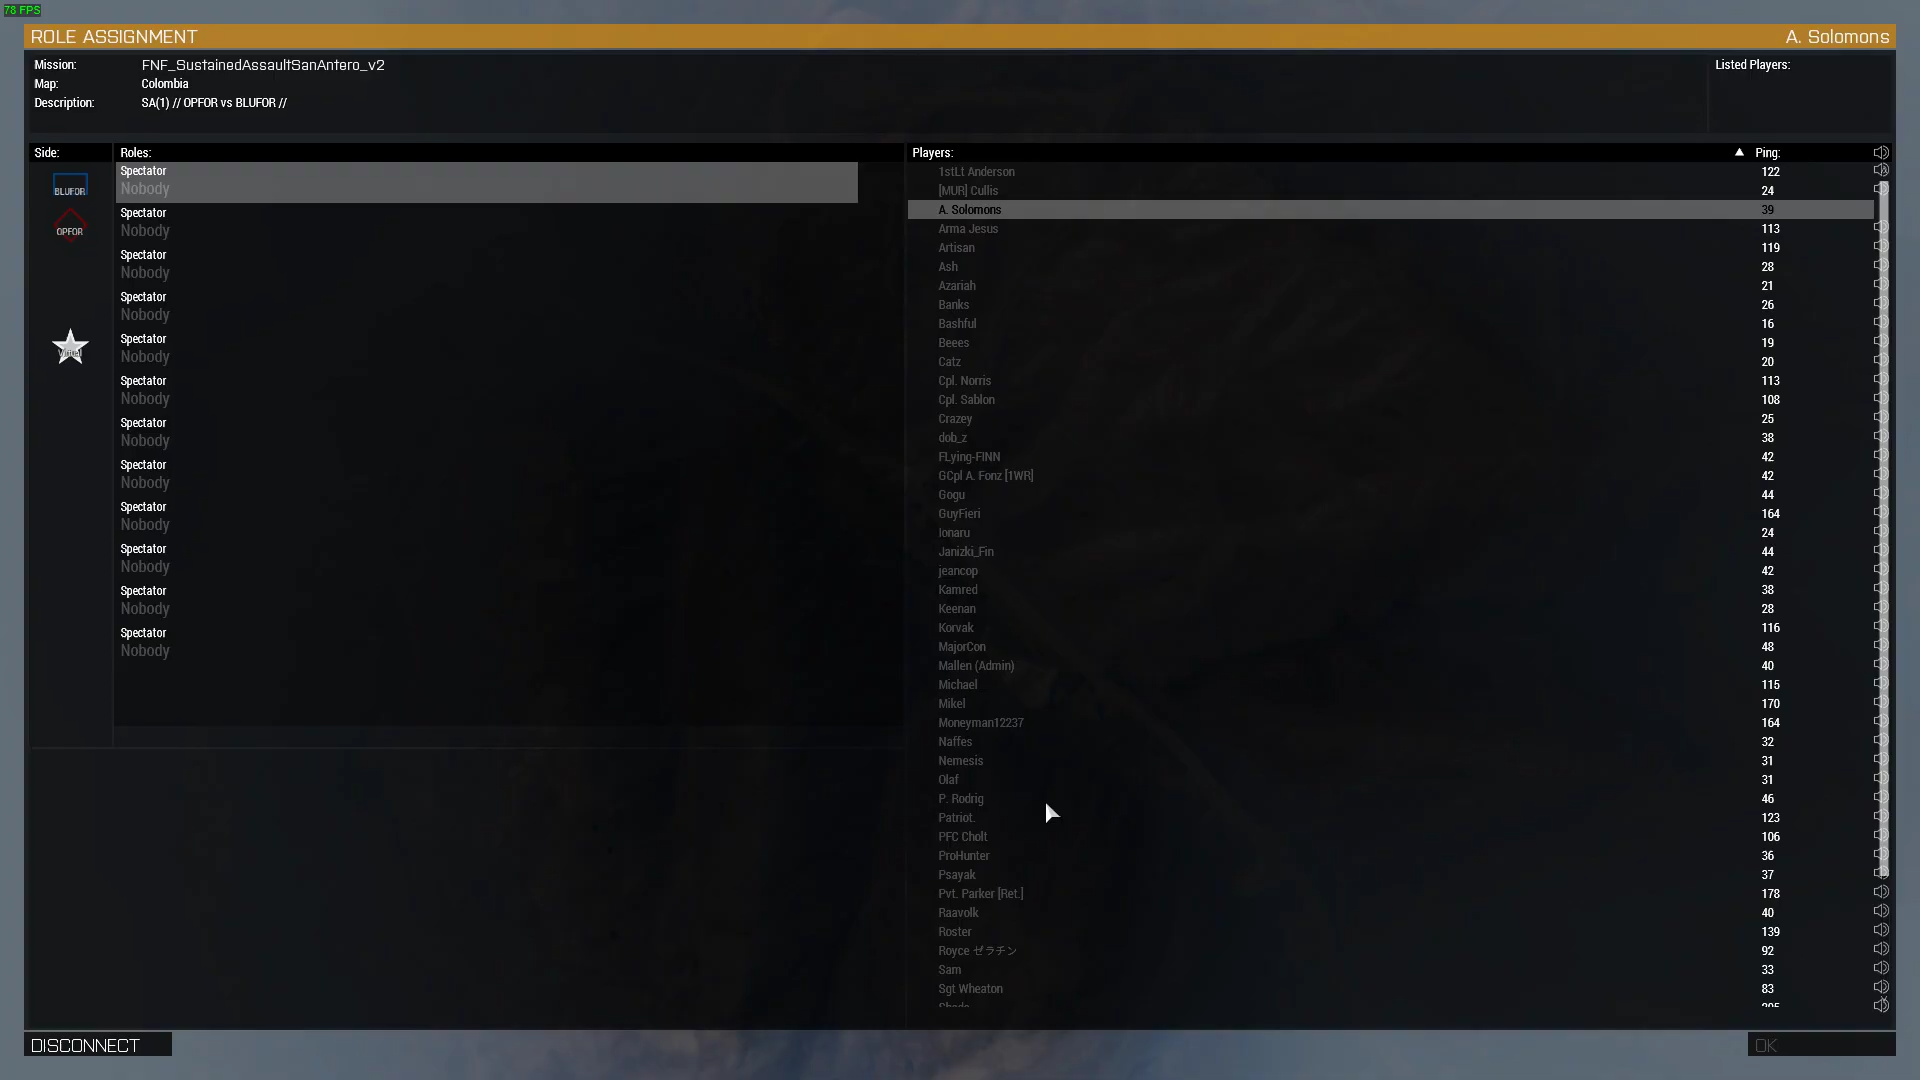 78 FPS
ROLE ASSIGNMENT
A. Solomons
Mission: FNF_SustainedAssaultSanAntero_v2
Listed Players:
Map: Colombia
Description: SA(1) // OPFOR vs BLUFOR //
Side:
Roles:
Players:
Ping:
BLUFOR
OPFOR
Virtual
Spectator
Nobody
Spectator
Nobody
Spectator
Nobody
Spectator
Nobody
Spectator
Nobody
Spectator
Nobody
Spectator
Nobody
Spectator
Nobody
Spectator
Nobody
Spectator
Nobody
Spectator
Nobody
Spectator
Nobody
1stLt Anderson 122
[MUR] Cullis 24
A. Solomons 39
Arma Jesus 113
Artisan 119
Ash 28
Azariah 21
Banks 26
Bashful 16
Beees 19
Catz 20
Cpl. Norris 113
Cpl. Sablon 108
Crazey 25
dob_z 38
FLying-FINN 42
GCpl A. Fonz [1WR] 42
Gogu 44
GuyFieri 164
Ionaru 24
Janizki_Fin 44
jeancop 42
Kamred 38
Keenan 28
Korvak 116
MajorCon 48
Mallen (Admin) 40
Michael 115
Mikel 170
Moneyman12237 164
Naffes 32
Nemesis 31
Olaf 31
P. Rodrig 46
Patriot. 123
PFC Cholt 106
ProHunter 36
Psayak 37
Pvt. Parker [Ret.] 178
Raavolk 40
Roster 139
Royce ゼラチン 92
Sam 33
Sgt Wheaton 83
DISCONNECT
OK